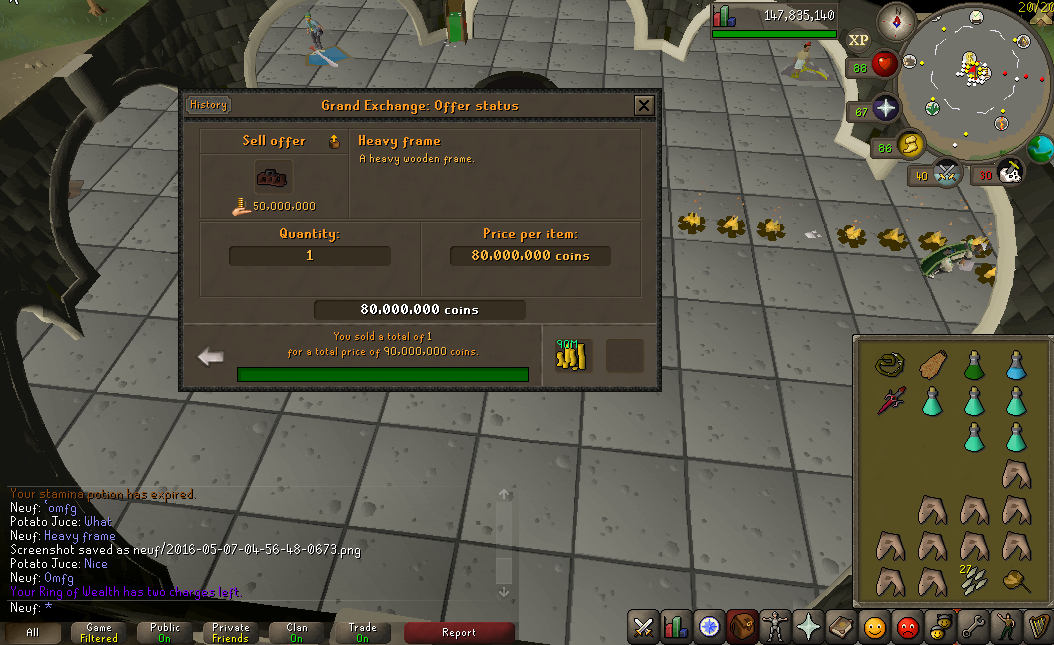 20/20
147,835,140
XP
88
67
86
40
30
History
Grand Exchange: Offer status
Sell offer
Heavy frame
A heavy wooden frame.
50,000,000
Quantity:
Price per item:
1
80,000,000 coins
80,000,000 coins
You sold a total of 1
for a total price of 90,000,000 coins.
90M
27
Your stamina potion has expired.
Neuf: `omfg
Potato Juce: What
Neuf: Heavy frame
Screenshot saved as neuf/2016-05-07-04-56-48-0673.png
Potato Juce: Nice
Neuf: Omfg
Your Ring of Wealth has two charges left.
Neuf: *
All
Game
Filtered
Public
On
Private
Friends
Clan
On
Trade
On
Report